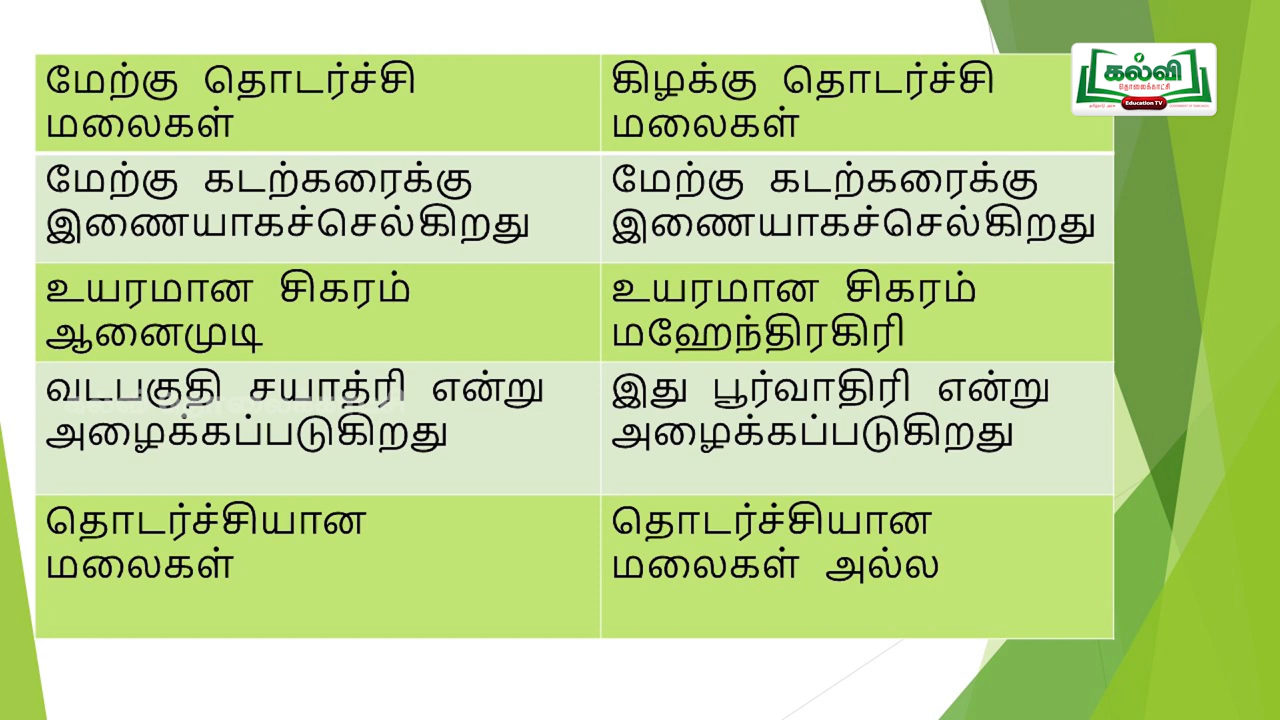 மேற்கு தொடர்ச்சி
மலைகள்
கிழக்கு தொடர்ச்சி
மலைகள்
மேற்கு கடற்கரைக்கு
இணையாகச்செல்கிறது
மேற்கு கடற்கரைக்கு
இணையாகச்செல்கிறது
உயரமான சிகரம்
ஆனைமுடி
உயரமான சிகரம்
மஹேந்திரகிரி
வடபகுதி சயாத்ரி என்று
அழைக்கப்படுகிறது
இது பூர்வாதிரி என்று
அழைக்கப்படுகிறது
தொடர்ச்சியான
மலைகள்
தொடர்ச்சியான
மலைகள் அல்ல
கல்வி
தொலைக்காட்சி
Education TV